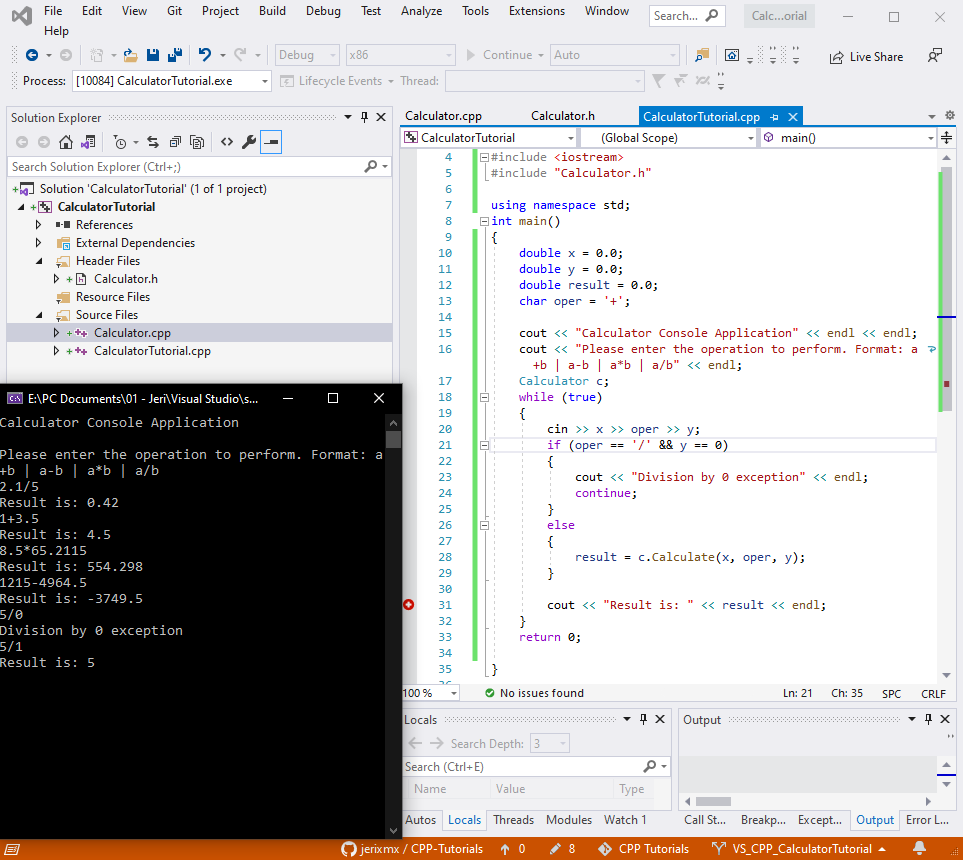 File Edit View Git Project Build Debug Test Analyze Tools Extensions Window Search... Calc...orial
Help
Debug x86 Continue Auto Live Share
Process: [10084] CalculatorTutorial.exe Lifecycle Events Thread:
Solution Explorer
Search Solution Explorer (Ctrl+;)
Solution 'CalculatorTutorial' (1 of 1 project)
CalculatorTutorial
References
External Dependencies
Header Files
Calculator.h
Resource Files
Source Files
Calculator.cpp
CalculatorTutorial.cpp
Calculator.cpp Calculator.h CalculatorTutorial.cpp
CalculatorTutorial (Global Scope) main()
4 #include <iostream>
5 #include "Calculator.h"
6
7 using namespace std;
8 int main()
9 {
10 double x = 0.0;
11 double y = 0.0;
12 double result = 0.0;
13 char oper = '+';
14
15 cout << "Calculator Console Application" << endl << endl;
16 cout << "Please enter the operation to perform. Format: a
+b | a-b | a*b | a/b" << endl;
17 Calculator c;
18 while (true)
19 {
20 cin >> x >> oper >> y;
21 if (oper == '/' && y == 0)
22 {
23 cout << "Division by 0 exception" << endl;
24 continue;
25 }
26 else
27 {
28 result = c.Calculate(x, oper, y);
29 }
30
31 cout << "Result is: " << result << endl;
32 }
33 return 0;
34
35 }
100 % No issues found Ln: 21 Ch: 35 SPC CRLF
E:\PC Documents\01 - Jeri\Visual Studio\s...
Calculator Console Application
Please enter the operation to perform. Format: a
+b | a-b | a*b | a/b
2.1/5
Result is: 0.42
1+3.5
Result is: 4.5
8.5*65.2115
Result is: 554.298
1215-4964.5
Result is: -3749.5
5/0
Division by 0 exception
5/1
Result is: 5
Locals
Search Depth: 3
Search (Ctrl+E)
Name Value Type
Autos Locals Threads Modules Watch 1
Output
Call St... Breakp... Except... Output Error L...
jerixmx / CPP-Tutorials 0 8 CPP Tutorials VS_CPP_CalculatorTutorial